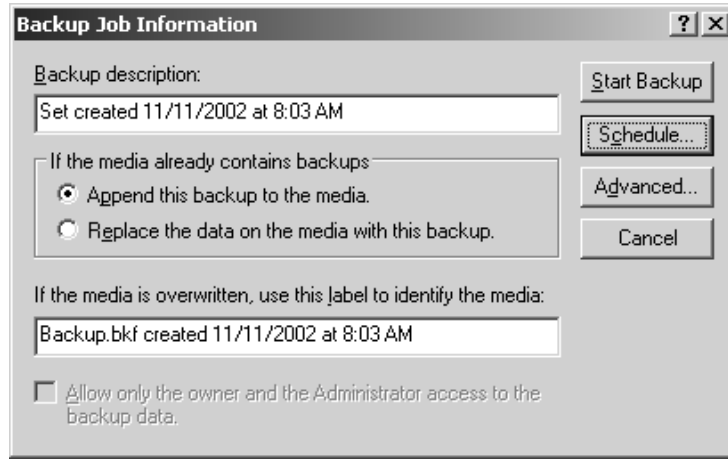 Backup Job Information
Backup description:
Set created 11/11/2002 at 8:03 AM
If the media already contains backups
Append this backup to the media.
Replace the data on the media with this backup.
If the media is overwritten, use this label to identify the media:
Backup.bkf created 11/11/2002 at 8:03 AM
Allow only the owner and the Administrator access to the
backup data.
Start Backup
Schedule...
Advanced...
Cancel